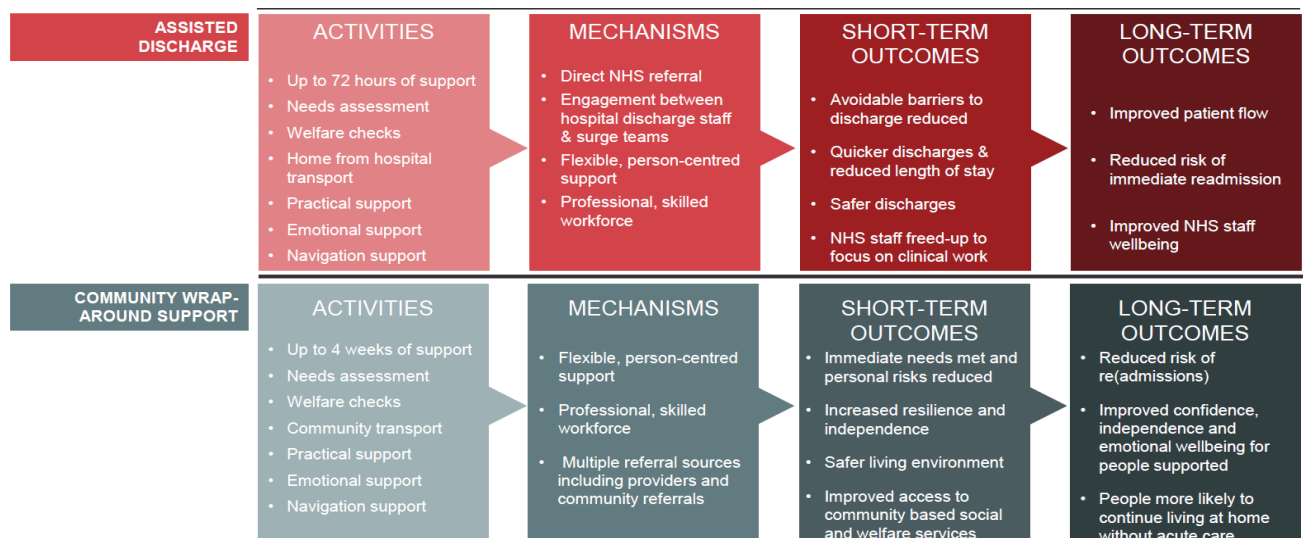 ASSISTED
DISCHARGE
ACTIVITIES
• Up to 72 hours of support
• Needs assessment
• Welfare checks
• Home from hospital
transport
• Practical support
• Emotional support
• Navigation support
MECHANISMS
• Direct NHS referral
• Engagement between
hospital discharge staff
& surge teams
• Flexible, person-centred
support
• Professional, skilled
workforce
SHORT-TERM
OUTCOMES
• Avoidable barriers to
discharge reduced
• Quicker discharges &
reduced length of stay
• Safer discharges
• NHS staff freed-up to
focus on clinical work
LONG-TERM
OUTCOMES
• Improved patient flow
• Reduced risk of
immediate readmission
• Improved NHS staff
wellbeing
COMMUNITY WRAP-
AROUND SUPPORT
ACTIVITIES
• Up to 4 weeks of support
• Needs assessment
• Welfare checks
• Community transport
• Practical support
• Emotional support
• Navigation support
MECHANISMS
• Flexible, person-centred
support
• Professional, skilled
workforce
• Multiple referral sources
including providers and
community referrals
SHORT-TERM
OUTCOMES
• Immediate needs met and
personal risks reduced
• Increased resilience and
independence
• Safer living environment
• Improved access to
community based social
and welfare services
LONG-TERM
OUTCOMES
• Reduced risk of
re(admissions)
• Improved confidence,
independence and
emotional wellbeing for
people supported
• People more likely to
continue living at home
without acute care